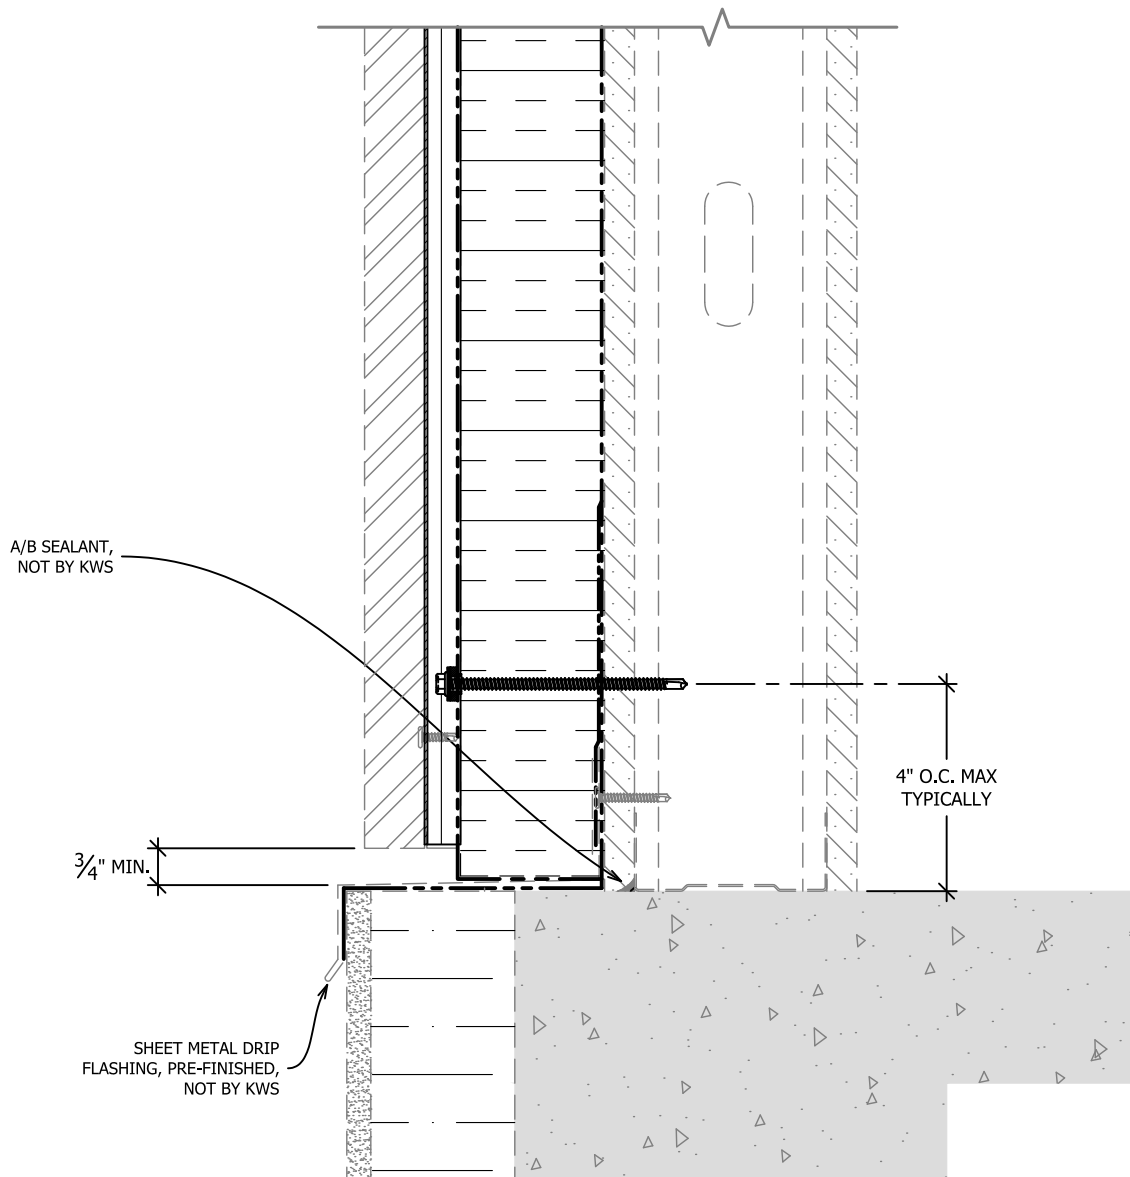 A/B SEALANT,
NOT BY KWS
4" O.C. MAX
TYPICALLY
3/4" MIN.
SHEET METAL DRIP
FLASHING, PRE-FINISHED,
NOT BY KWS